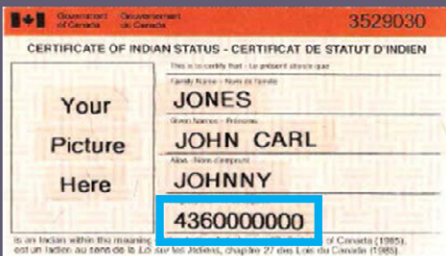 Government Gouvernement
of Canada du Canada
3529030
CERTIFICATE OF INDIAN STATUS - CERTIFICAT DE STATUT D'INDIEN
This is to certify that - Le présent atteste que
Family Name - Nom de famille
JONES
Given Names - Prénoms
JOHN CARL
Alias - Nom d'emprunt
JOHNNY
Your
Picture
Here
4360000000
is an Indian within the meaning of Canada (1985).
est un Indien au sens de la Loi sur les Indiens, chapitre 27 des Lois du Canada (1985).